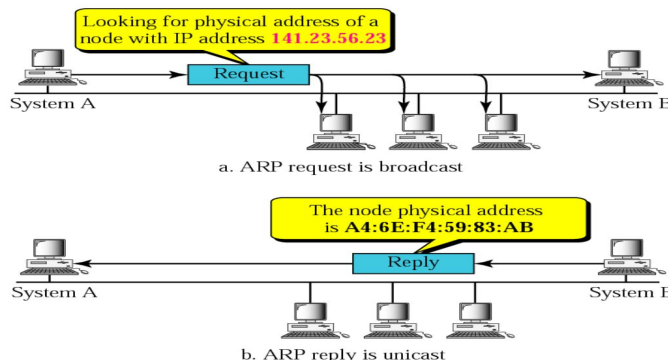 Looking for physical address of a
node with IP address 141.23.56.23
Request
System A
System B
a. ARP request is broadcast
The node physical address
is A4:6E:F4:59:83:AB
Reply
System A
System B
b. ARP reply is unicast